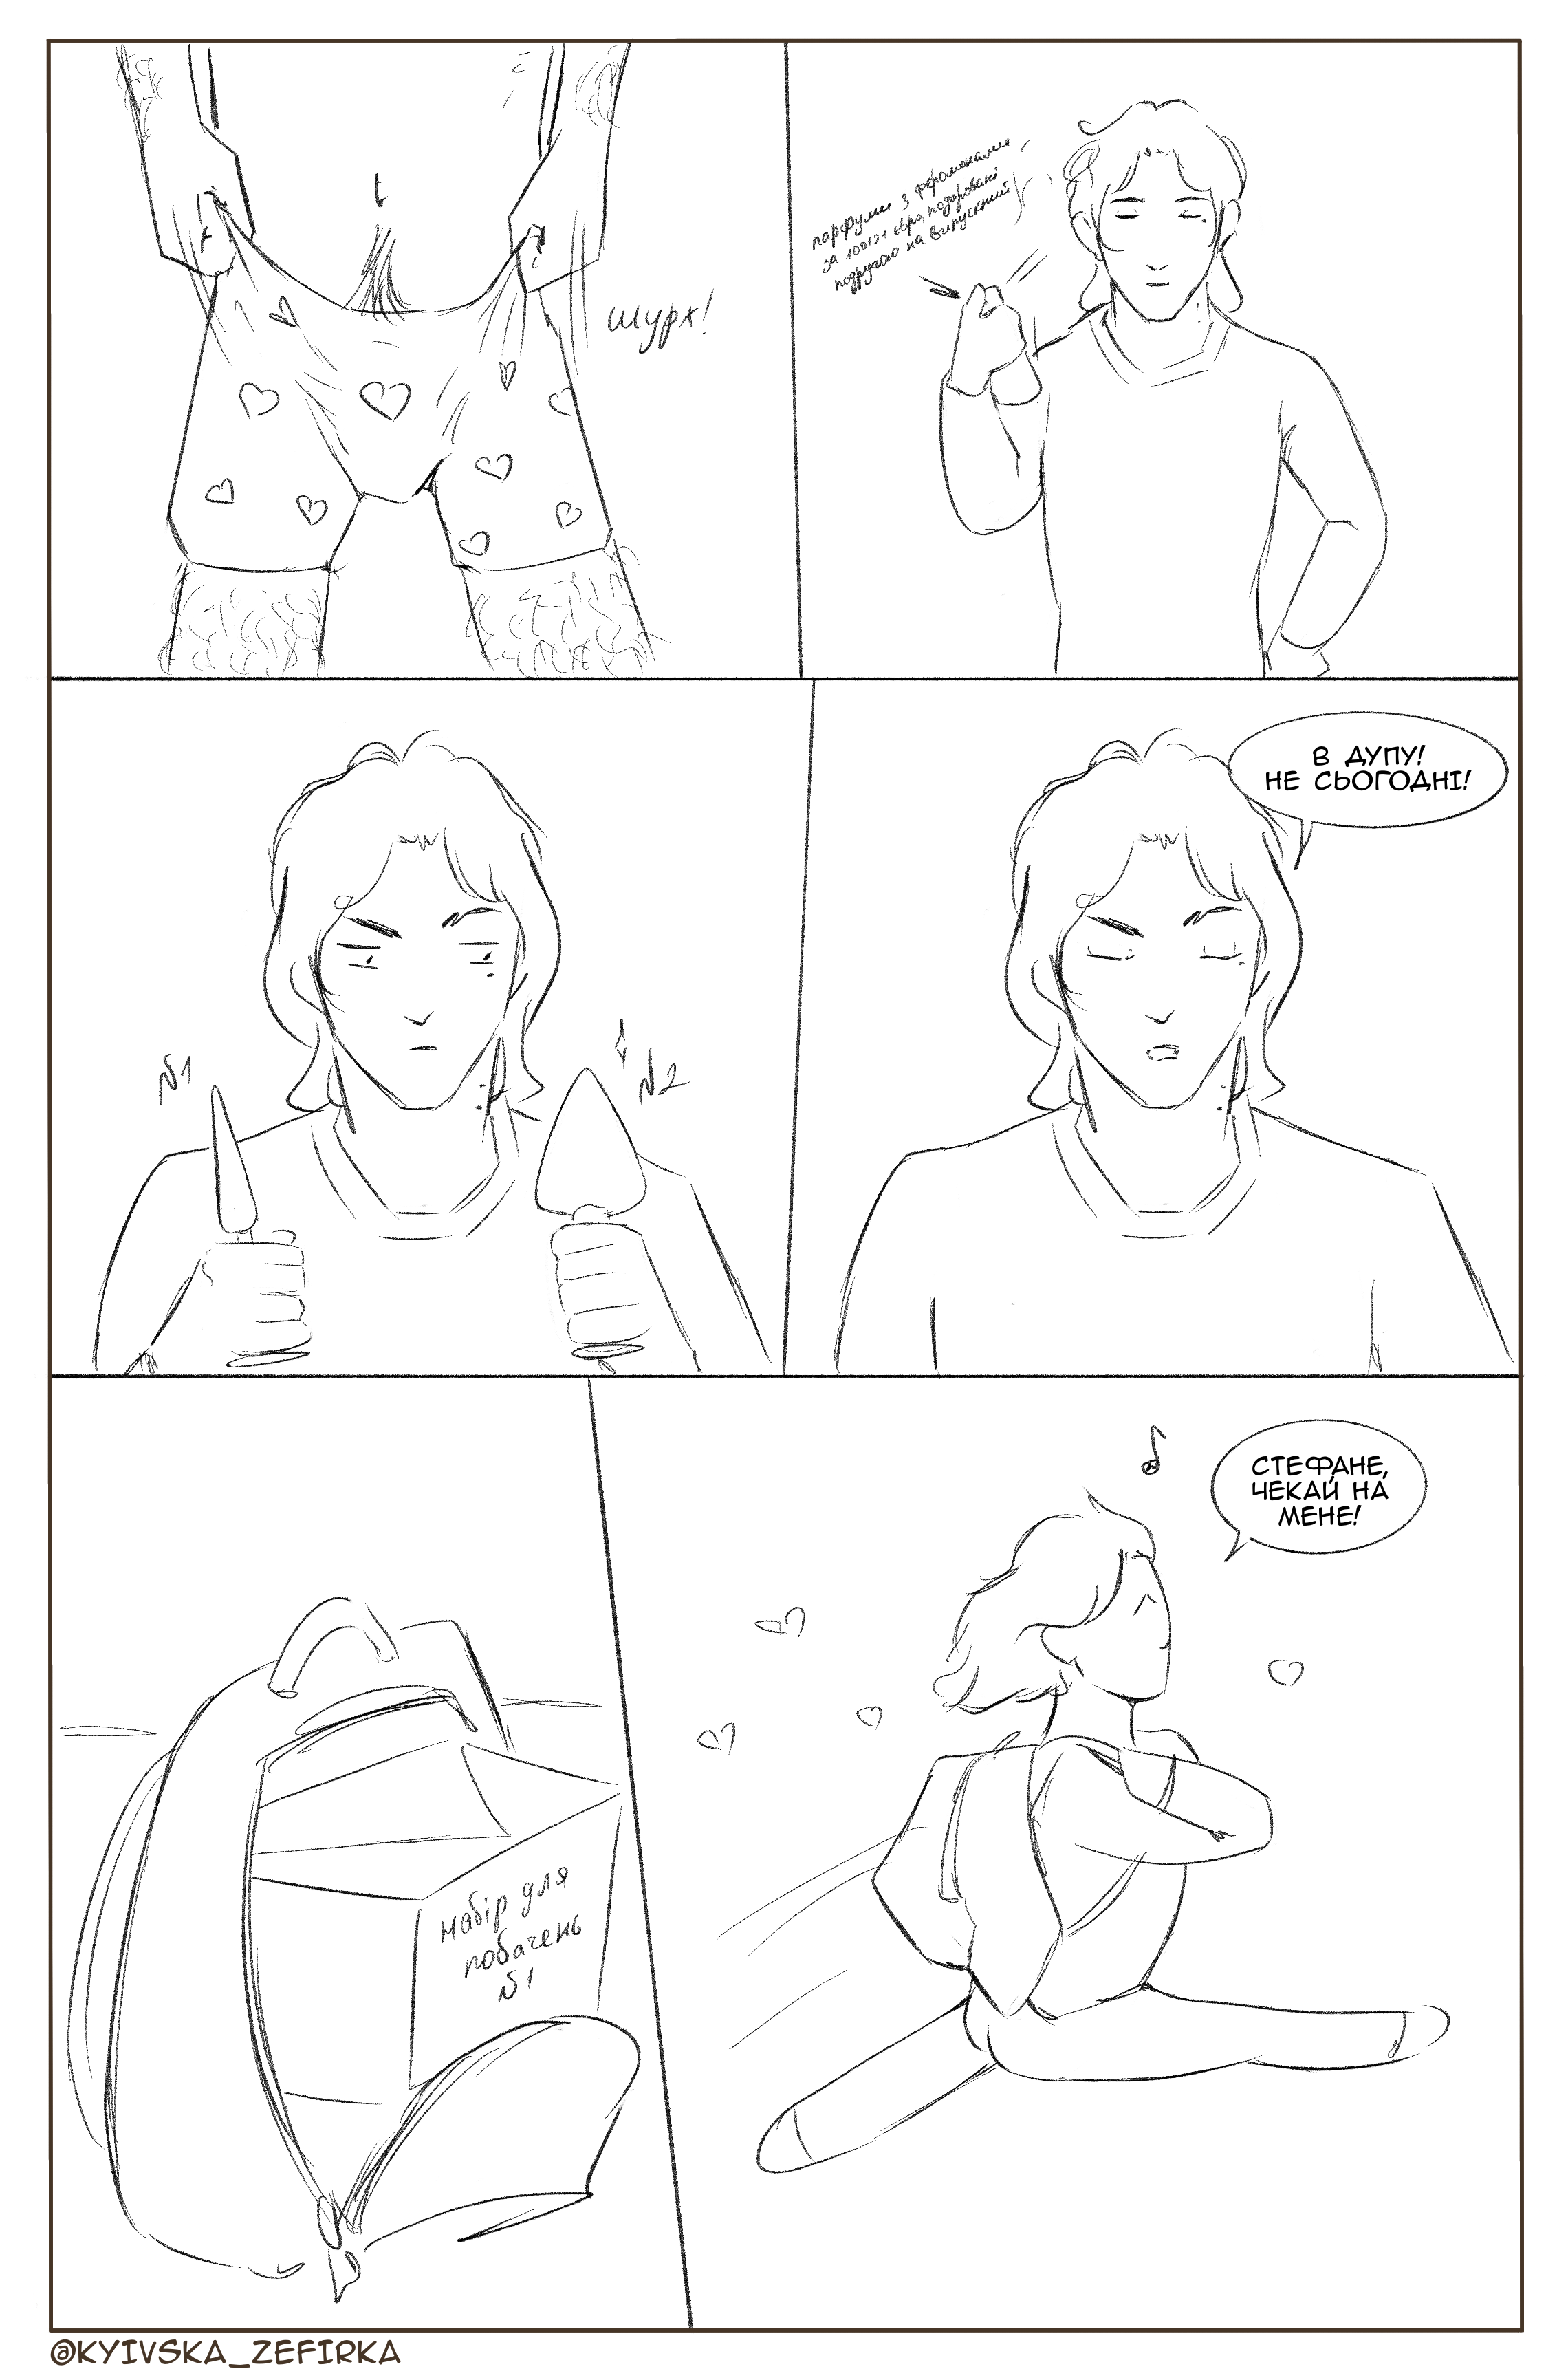 шурх!
парфуми з феромонами
за 100121 євро, подаровані
подругою на випускний
№1
№2
В ДУПУ!
НЕ СЬОГОДНІ!
набір для
побачень
№1
СТЕФАНЕ,
ЧЕКАЙ НА
МЕНЕ!
@KYIVSKA_ZEFIRKA